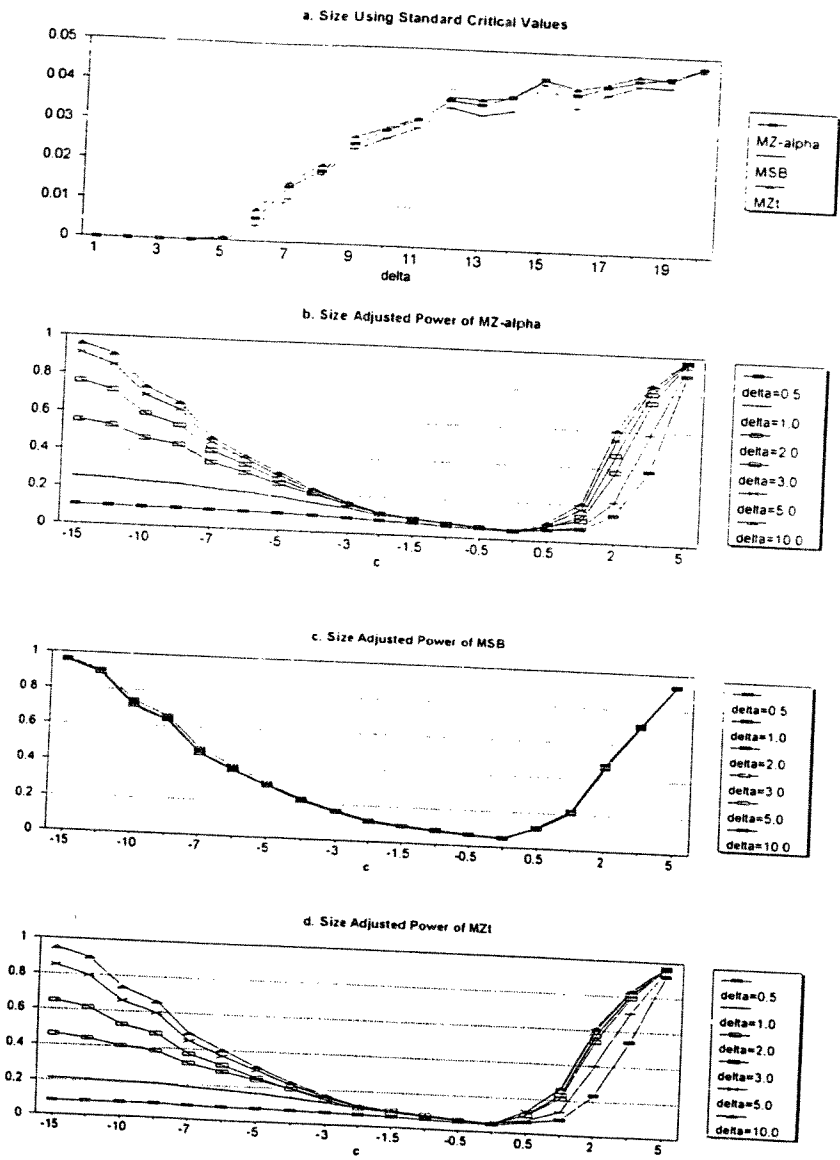 a. Size Using Standard Critical Values
0.05
0.04
0.03
0.02
0.01
0
1 3 5 7 9 11 13 15 17 19
delta
MZ-alpha
MSB
MZt
b. Size Adjusted Power of MZ-alpha
1
0.8
0.6
0.4
0.2
0
-15 -10 -7 -5 -3 -1.5 -0.5 0.5 2 5
c
delta=0.5
delta=1.0
delta=2.0
delta=3.0
delta=5.0
delta=10.0
c. Size Adjusted Power of MSB
1
0.8
0.6
0.4
0.2
0
-15 -10 -7 -5 -3 -1.5 -0.5 0.5 2 5
c
delta=0.5
delta=1.0
delta=2.0
delta=3.0
delta=5.0
delta=10.0
d. Size Adjusted Power of MZt
1
0.8
0.6
0.4
0.2
0
-15 -10 -7 -5 -3 -1.5 -0.5 0.5 2 5
c
delta=0.5
delta=1.0
delta=2.0
delta=3.0
delta=5.0
delta=10.0